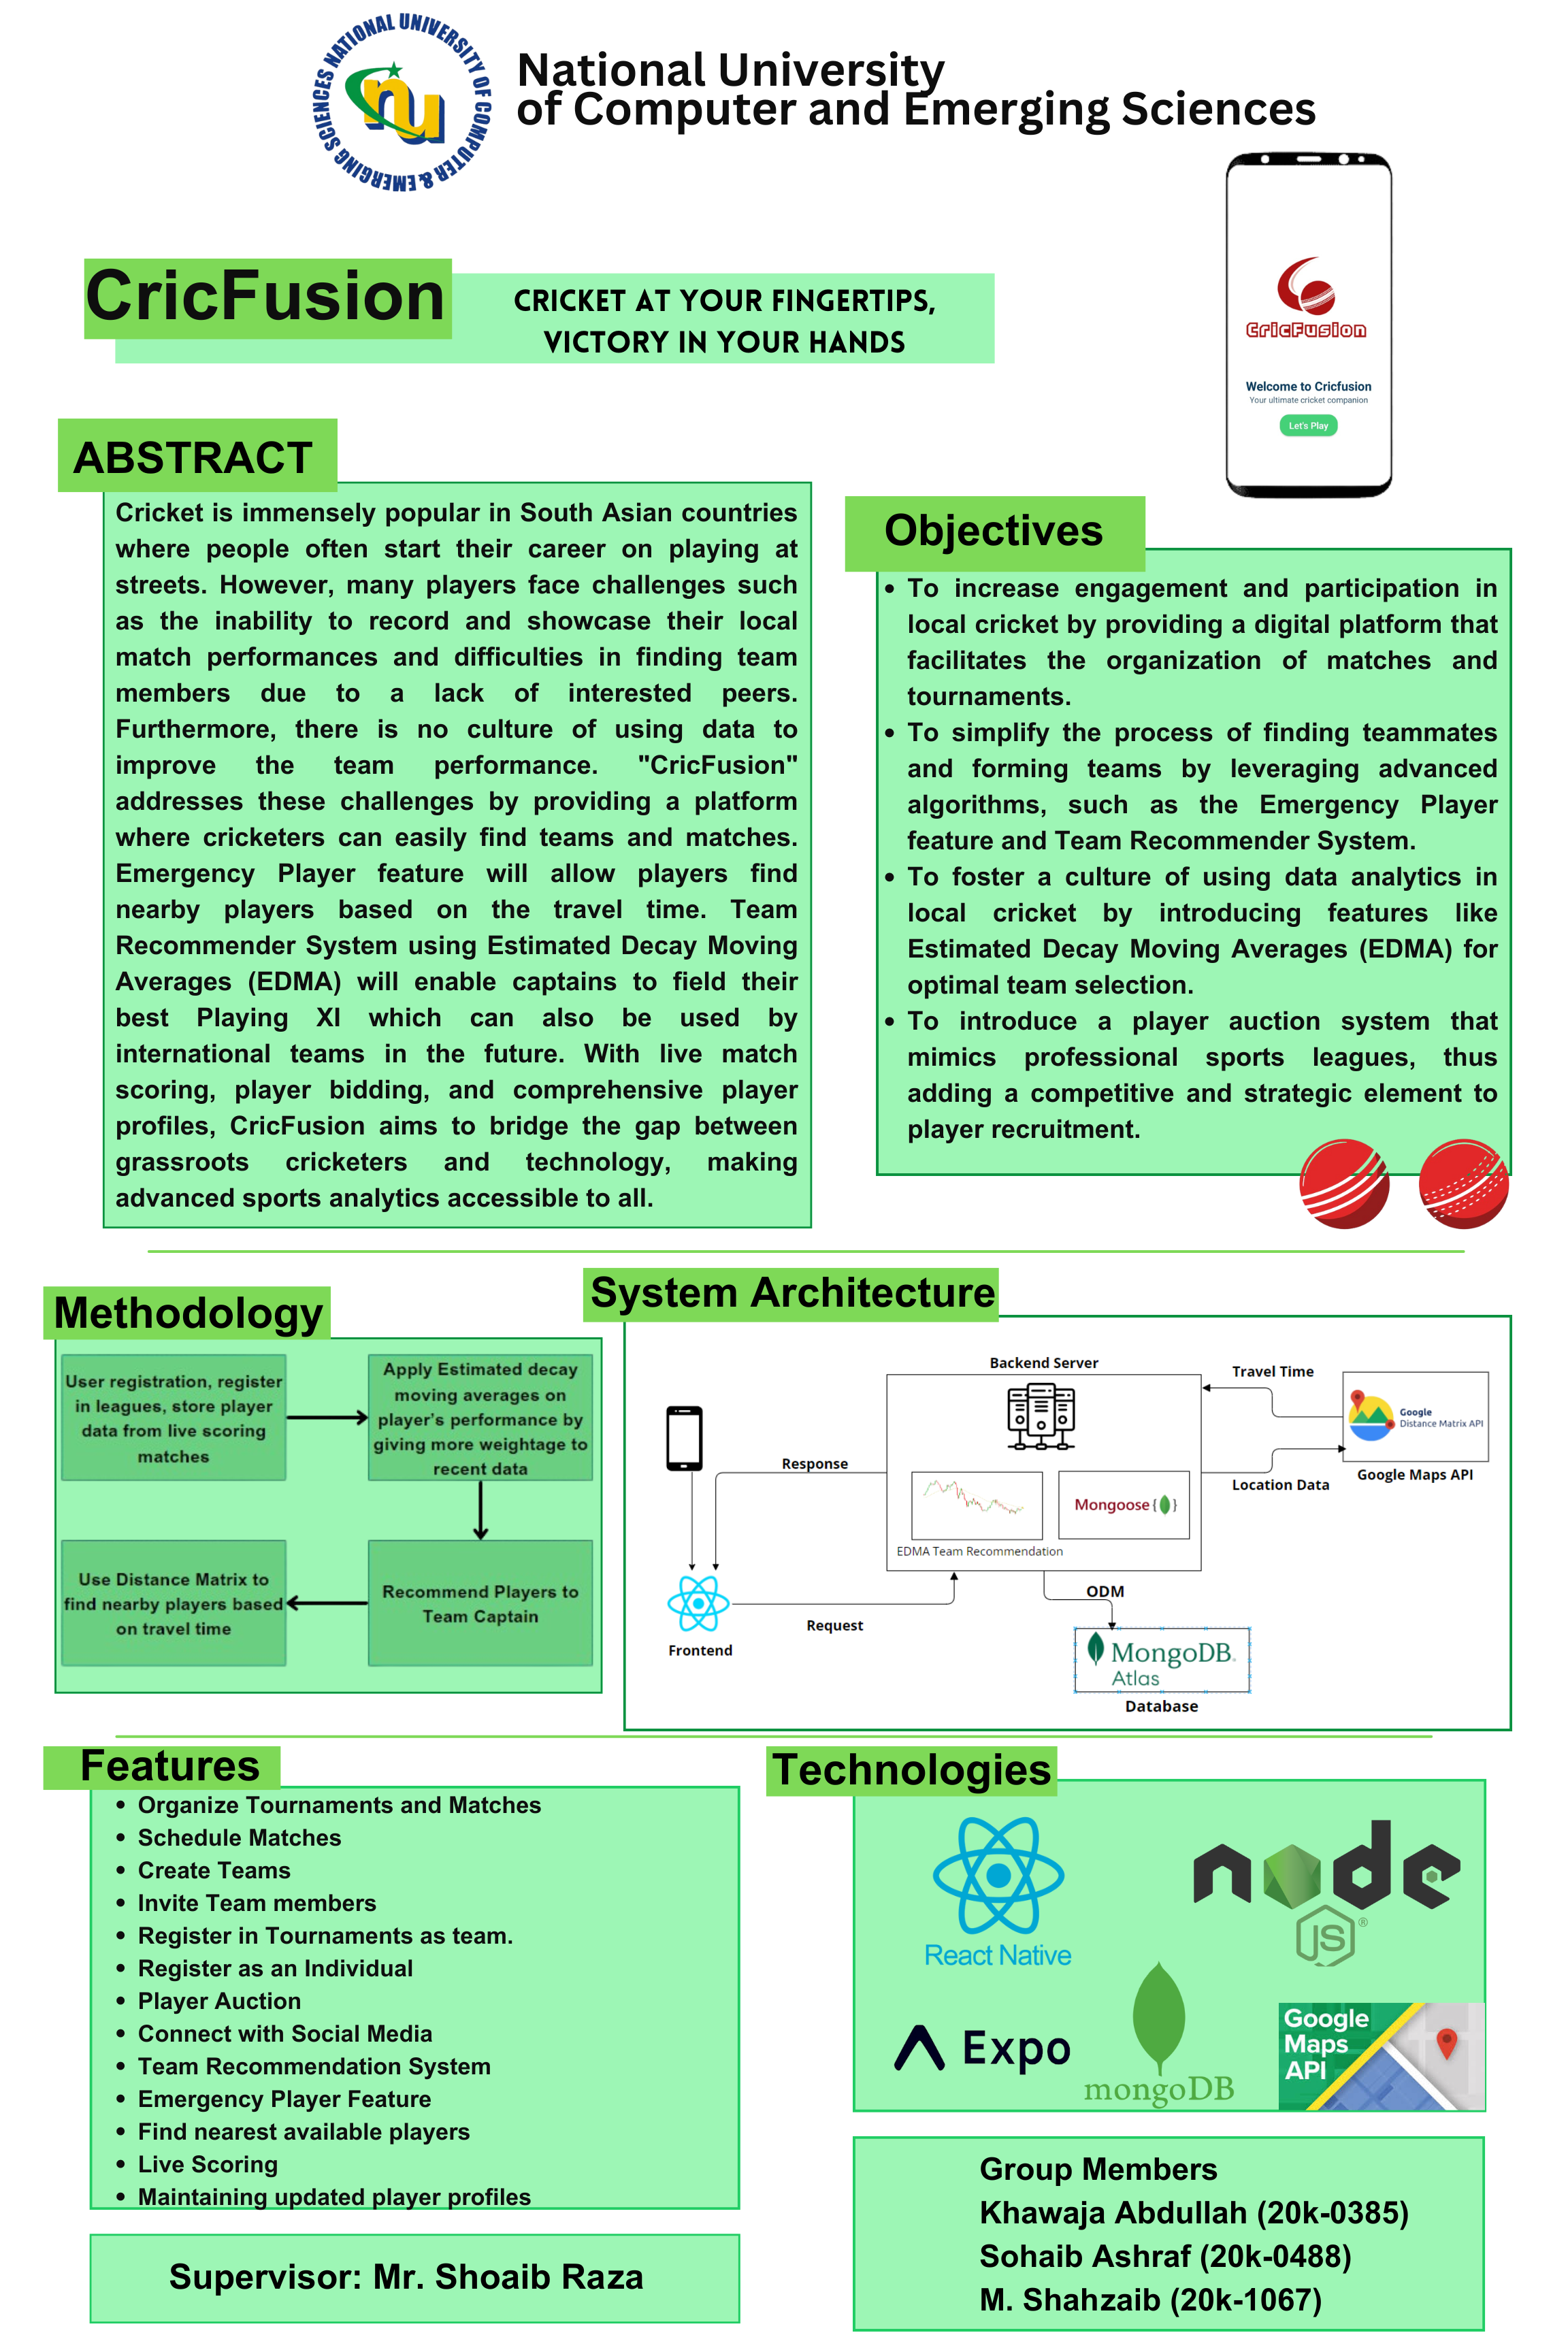 NATIONAL UNIVERSITY OF COMPUTER & EMERGING SCIENCES
nu
National University
of Computer and Emerging Sciences
CricFusion
CRICKET AT YOUR FINGERTIPS,
VICTORY IN YOUR HANDS
CricFusion
Welcome to Cricfusion
Your ultimate cricket companion
Let's Play
ABSTRACT
Cricket is immensely popular in South Asian countries
where people often start their career on playing at
streets. However, many players face challenges such
as the inability to record and showcase their local
match performances and difficulties in finding team
members due to a lack of interested peers.
Furthermore, there is no culture of using data to
improve the team performance. "CricFusion"
addresses these challenges by providing a platform
where cricketers can easily find teams and matches.
Emergency Player feature will allow players find
nearby players based on the travel time. Team
Recommender System using Estimated Decay Moving
Averages (EDMA) will enable captains to field their
best Playing XI which can also be used by
international teams in the future. With live match
scoring, player bidding, and comprehensive player
profiles, CricFusion aims to bridge the gap between
grassroots cricketers and technology, making
advanced sports analytics accessible to all.
Objectives
• To increase engagement and participation in
local cricket by providing a digital platform that
facilitates the organization of matches and
tournaments.
• To simplify the process of finding teammates
and forming teams by leveraging advanced
algorithms, such as the Emergency Player
feature and Team Recommender System.
• To foster a culture of using data analytics in
local cricket by introducing features like
Estimated Decay Moving Averages (EDMA) for
optimal team selection.
• To introduce a player auction system that
mimics professional sports leagues, thus
adding a competitive and strategic element to
player recruitment.
Methodology
User registration, register
in leagues, store player
data from live scoring
matches
Apply Estimated decay
moving averages on
player's performance by
giving more weightage to
recent data
Use Distance Matrix to
find nearby players based
on travel time
Recommend Players to
Team Captain
System Architecture
Backend Server
Travel Time
Google
Distance Matrix API
Google Maps API
Location Data
Response
Mongoose {}
EDMA Team Recommendation
ODM
Request
Frontend
MongoDB.
Atlas
Database
Features
• Organize Tournaments and Matches
• Schedule Matches
• Create Teams
• Invite Team members
• Register in Tournaments as team.
• Register as an Individual
• Player Auction
• Connect with Social Media
• Team Recommendation System
• Emergency Player Feature
• Find nearest available players
• Live Scoring
• Maintaining updated player profiles
Supervisor: Mr. Shoaib Raza
Technologies
React Native
node
JS®
Expo
mongoDB
Google
Maps
API
Group Members
Khawaja Abdullah (20k-0385)
Sohaib Ashraf (20k-0488)
M. Shahzaib (20k-1067)